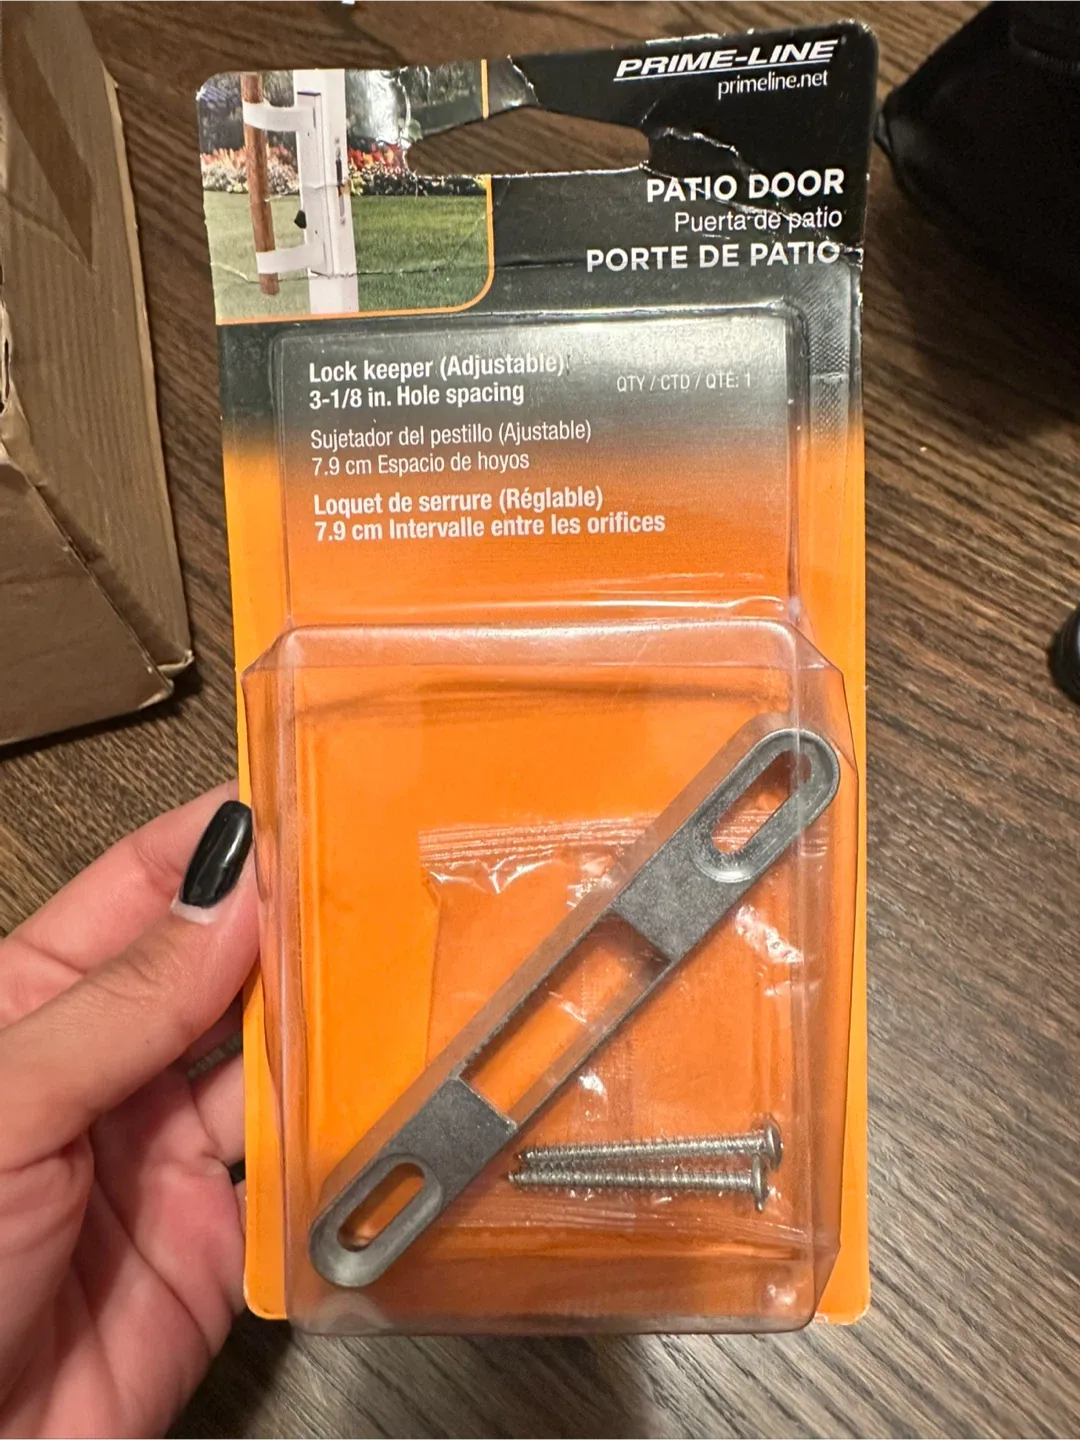 PRIME-LINE
primeline.net
PATIO DOOR
Puerta de patio
PORTE DE PATIO
Lock keeper (Adjustable)
3-1/8 in. Hole spacing
QTY / CTD / QTÉ: 1
Sujetador del pestillo (Ajustable)
7.9 cm Espacio de hoyos
Loquet de serrure (Réglable)
7.9 cm Intervalle entre les orifices